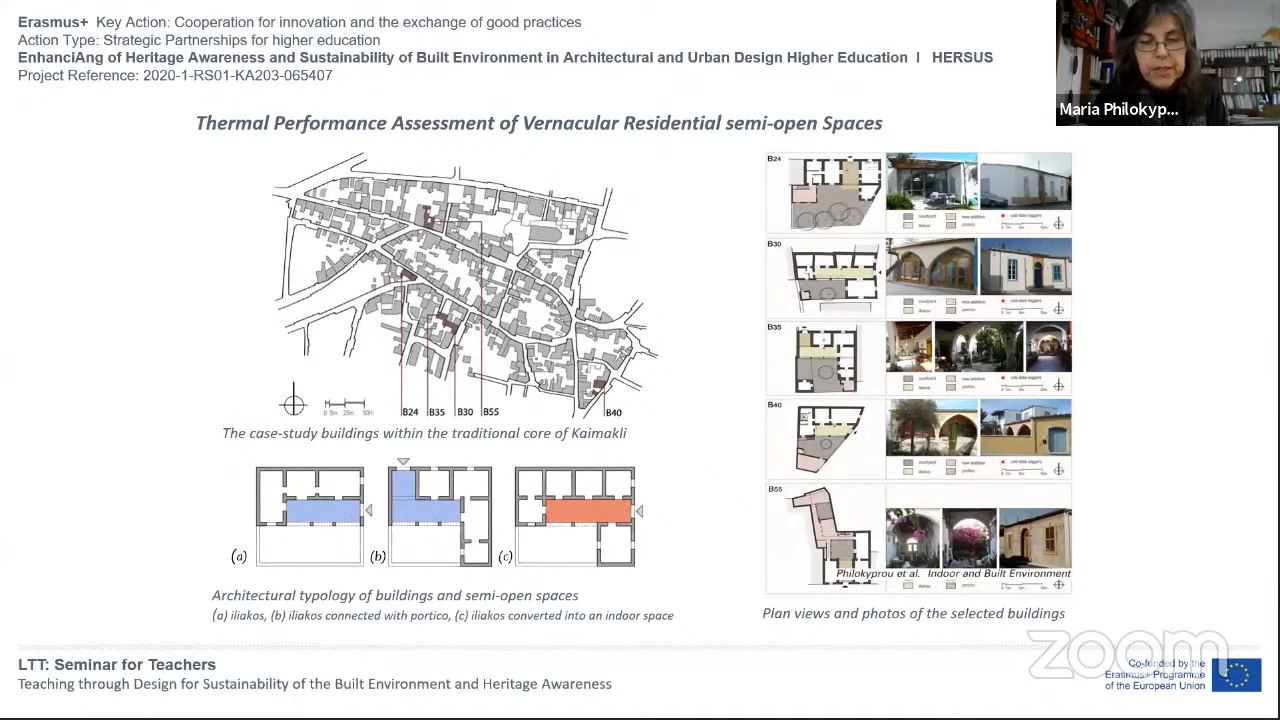 Erasmus+ Key Action: Cooperation for innovation and the exchange of good practices
Action Type: Strategic Partnerships for higher education
EnhanciAng of Heritage Awareness and Sustainability of Built Environment in Architectural and Urban Design Higher Education I HERSUS
Project Reference: 2020-1-RS01-KA203-065407
Maria Philokyp...
Thermal Performance Assessment of Vernacular Residential semi-open Spaces
B24 B35 B30 B55 B40
The case-study buildings within the traditional core of Kaimakli
(a) (b) (c)
Architectural typology of buildings and semi-open spaces
(a) iliakos, (b) iliakos connected with portico, (c) iliakos converted into an indoor space
B24
B30
B35
B40
B55
Philokyprou et al. Indoor and Built Environment
Plan views and photos of the selected buildings
LTT: Seminar for Teachers
Teaching through Design for Sustainability of the Built Environment and Heritage Awareness
zoom
Co-funded by the
Erasmus+ Programme
of the European Union